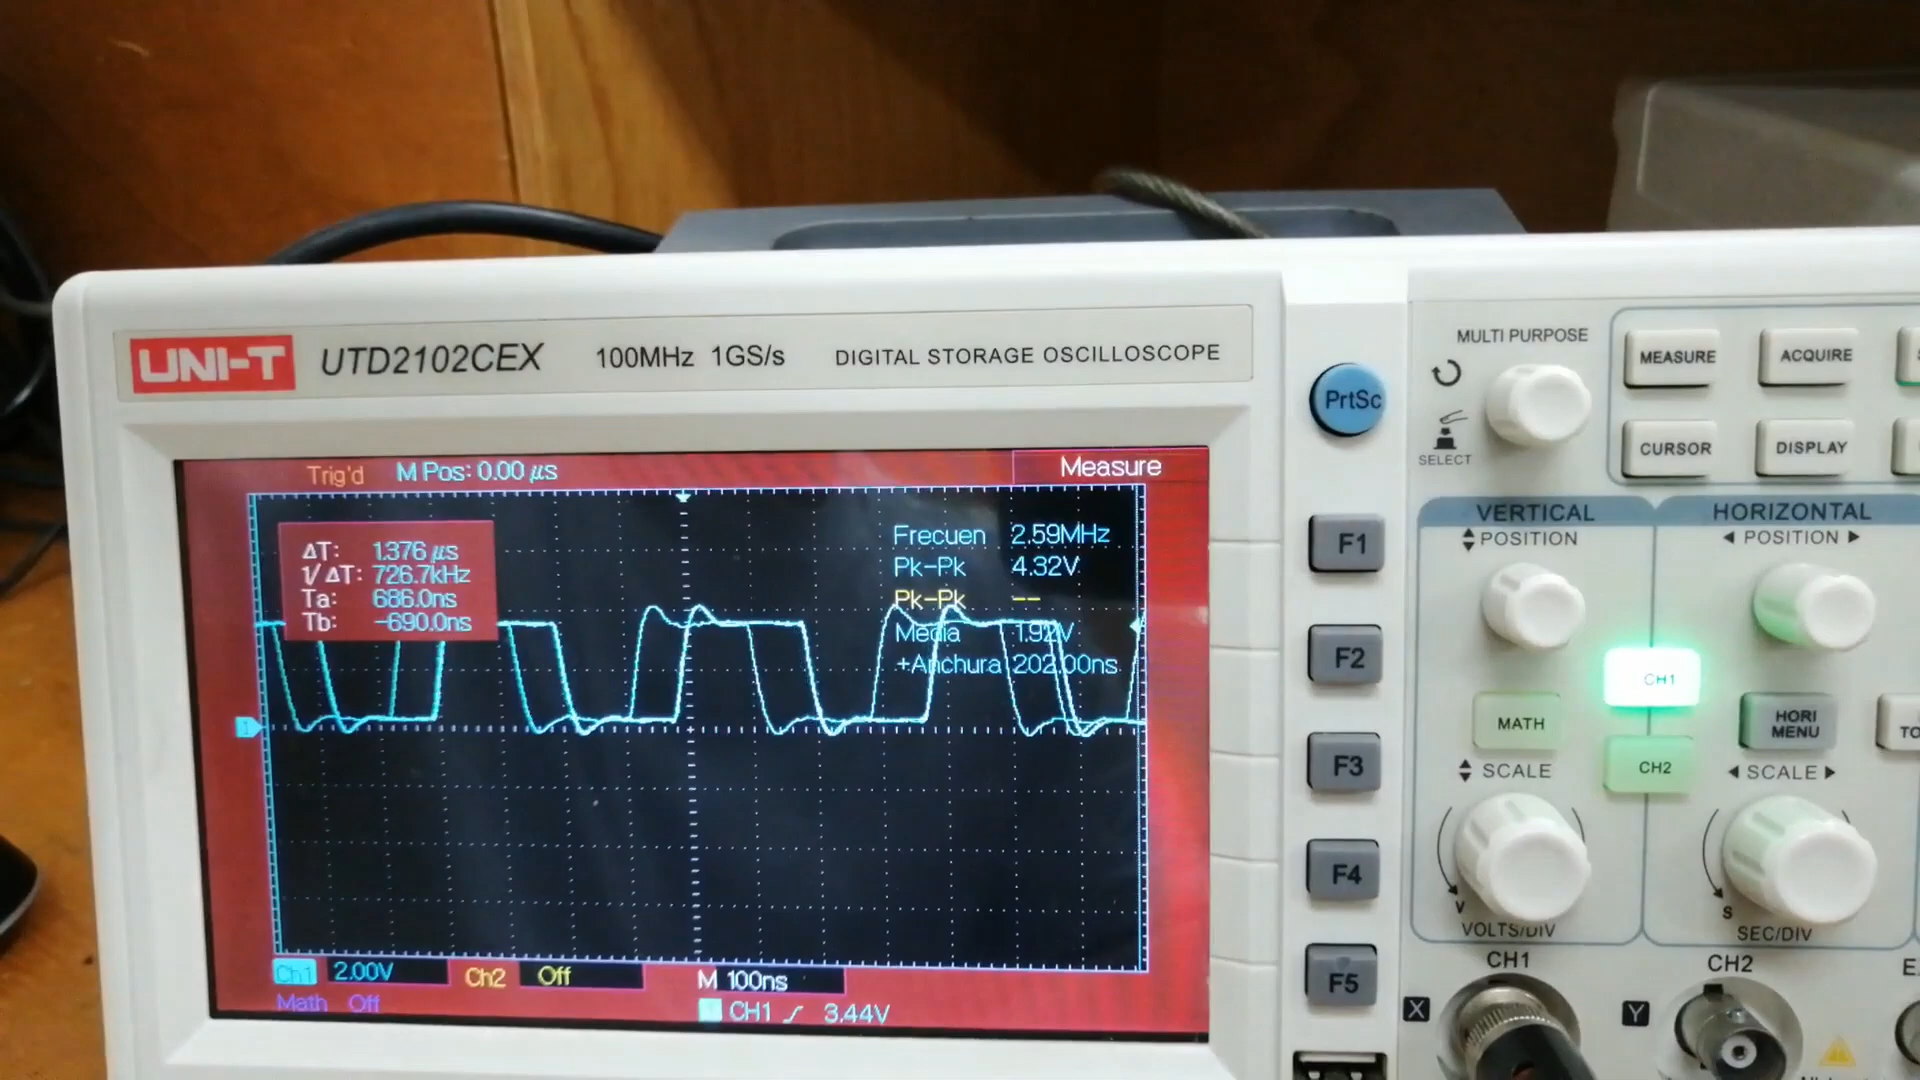 UNI-T UTD2102CEX 100MHz 1GS/s DIGITAL STORAGE OSCILLOSCOPE
Trig'd M Pos: 0.00 µs Measure
ΔT: 1.376 µs
1/ΔT: 726.7kHz
Ta: 686.0ns
Tb: -690.0ns
Frecuen 2.59MHz
Pk-Pk 4.32V
Pk-Pk --
Media 1.92V
+Anchura 202.00ns
1
Ch1 2.00V Ch2 Off M 100ns
Math Off CH1 3.44V
PrtSc
F1
F2
F3
F4
F5
MULTI PURPOSE
SELECT
MEASURE ACQUIRE
CURSOR DISPLAY
VERTICAL
POSITION
HORIZONTAL
POSITION
CH1
MATH
CH2
HORI
MENU
SCALE
SCALE
V
VOLTS/DIV
S
SEC/DIV
CH1
CH2
X
Y